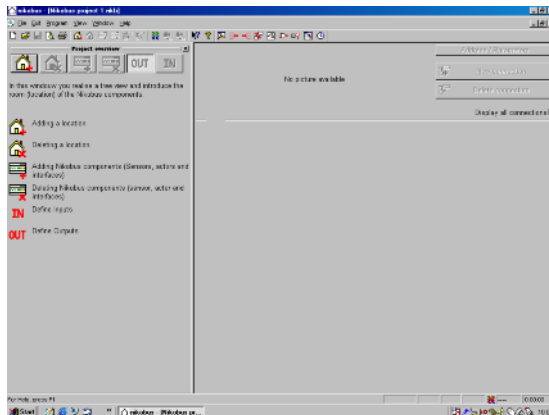 nikobus - [Nikobus project 1.nkb]
File Edit Program View Window Help
Project overview
OUT
IN
In this window you realise a tree view and introduce the
room (location) of the Nikobus components.
Adding a location
Deleting a location
Adding Nikobus components (Sensors, actors and
interfaces)
Deleting Nikobus components (sensor, actor and
interfaces)
IN
Define Inputs
OUT
Define Outputs
No picture available
Display all connections
For Help, press F1
Start
nikobus - [Nikobus pr...